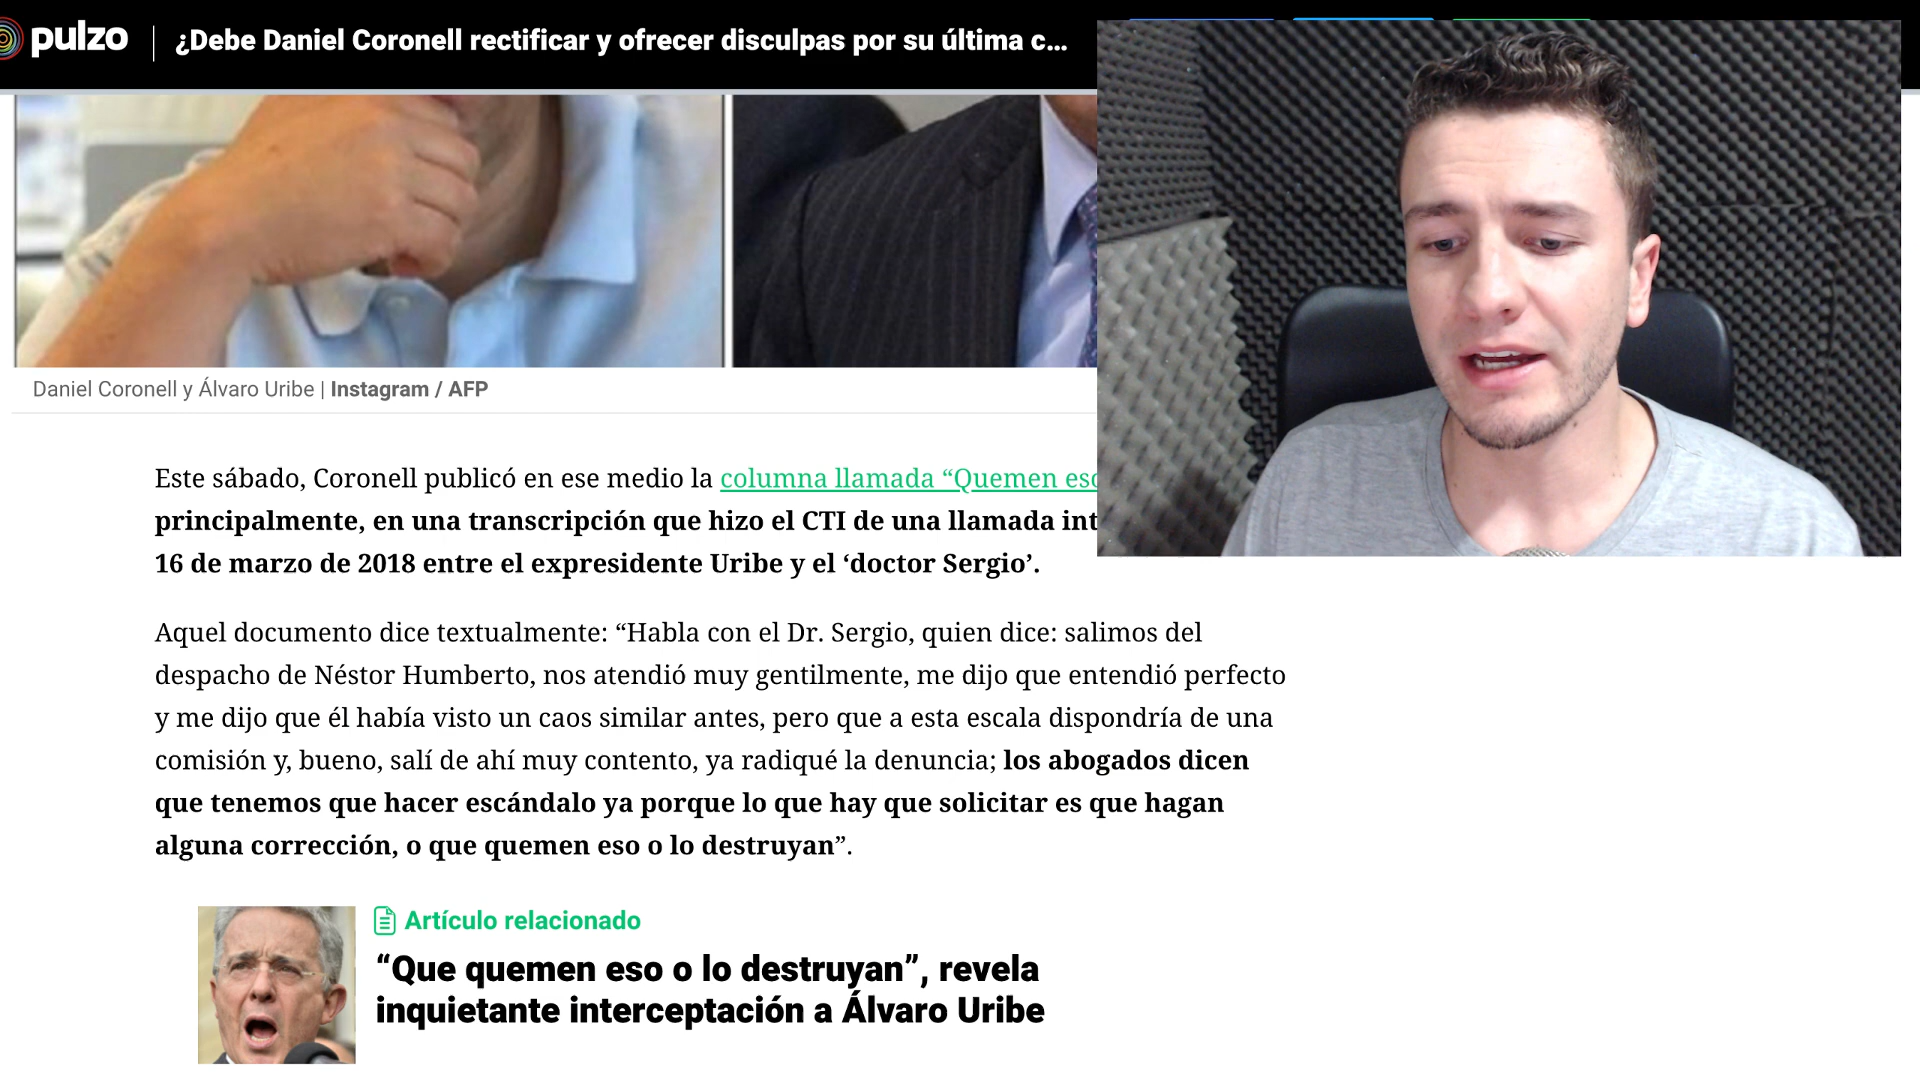 pulzo
¿Debe Daniel Coronell rectificar y ofrecer disculpas por su última c...
Daniel Coronell y Álvaro Uribe | Instagram / AFP
Este sábado, Coronell publicó en ese medio la columna llamada “Quemen
principalmente, en una transcripción que hizo el CTI de una llamada
16 de marzo de 2018 entre el expresidente Uribe y el ‘doctor Sergio’.
Aquel documento dice textualmente: “Habla con el Dr. Sergio, quien dice: salimos del
despacho de Néstor Humberto, nos atendió muy gentilmente, me dijo que entendió perfecto
y me dijo que él había visto un caos similar antes, pero que a esta escala dispondría de una
comisión y, bueno, salí de ahí muy contento, ya radiqué la denuncia; los abogados dicen
que tenemos que hacer escándalo ya porque lo que hay que solicitar es que hagan
alguna corrección, o que quemen eso o lo destruyan”.
Artículo relacionado
“Que quemen eso o lo destruyan”, revela
inquietante interceptación a Álvaro Uribe